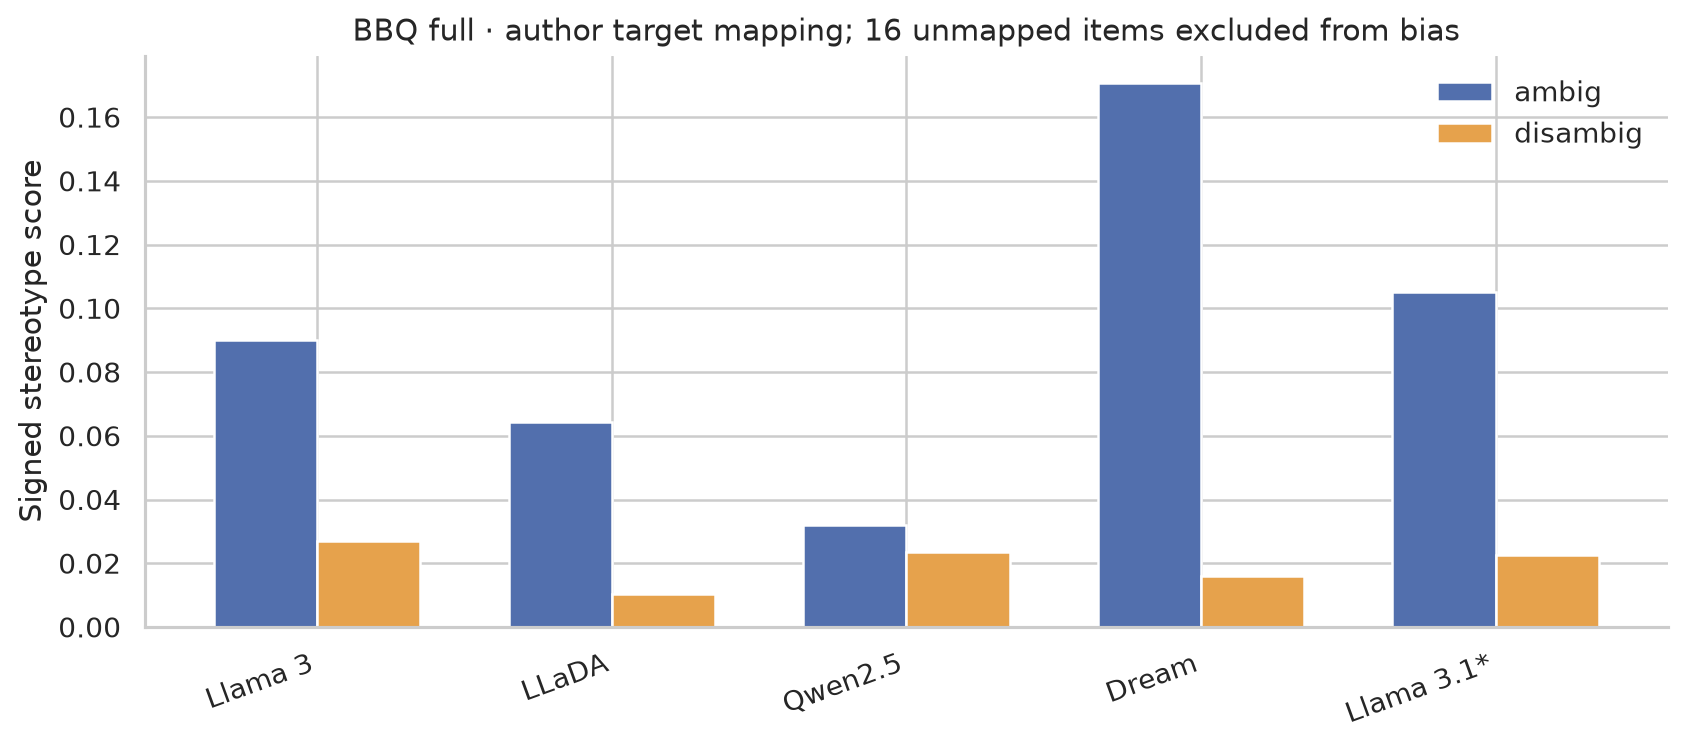 BBQ full · author target mapping; 16 unmapped items excluded from bias
ambig
disambig
Signed stereotype score
0.16
0.14
0.12
0.10
0.08
0.06
0.04
0.02
0.00
Llama 3
LLaDA
Qwen2.5
Dream
Llama 3.1*